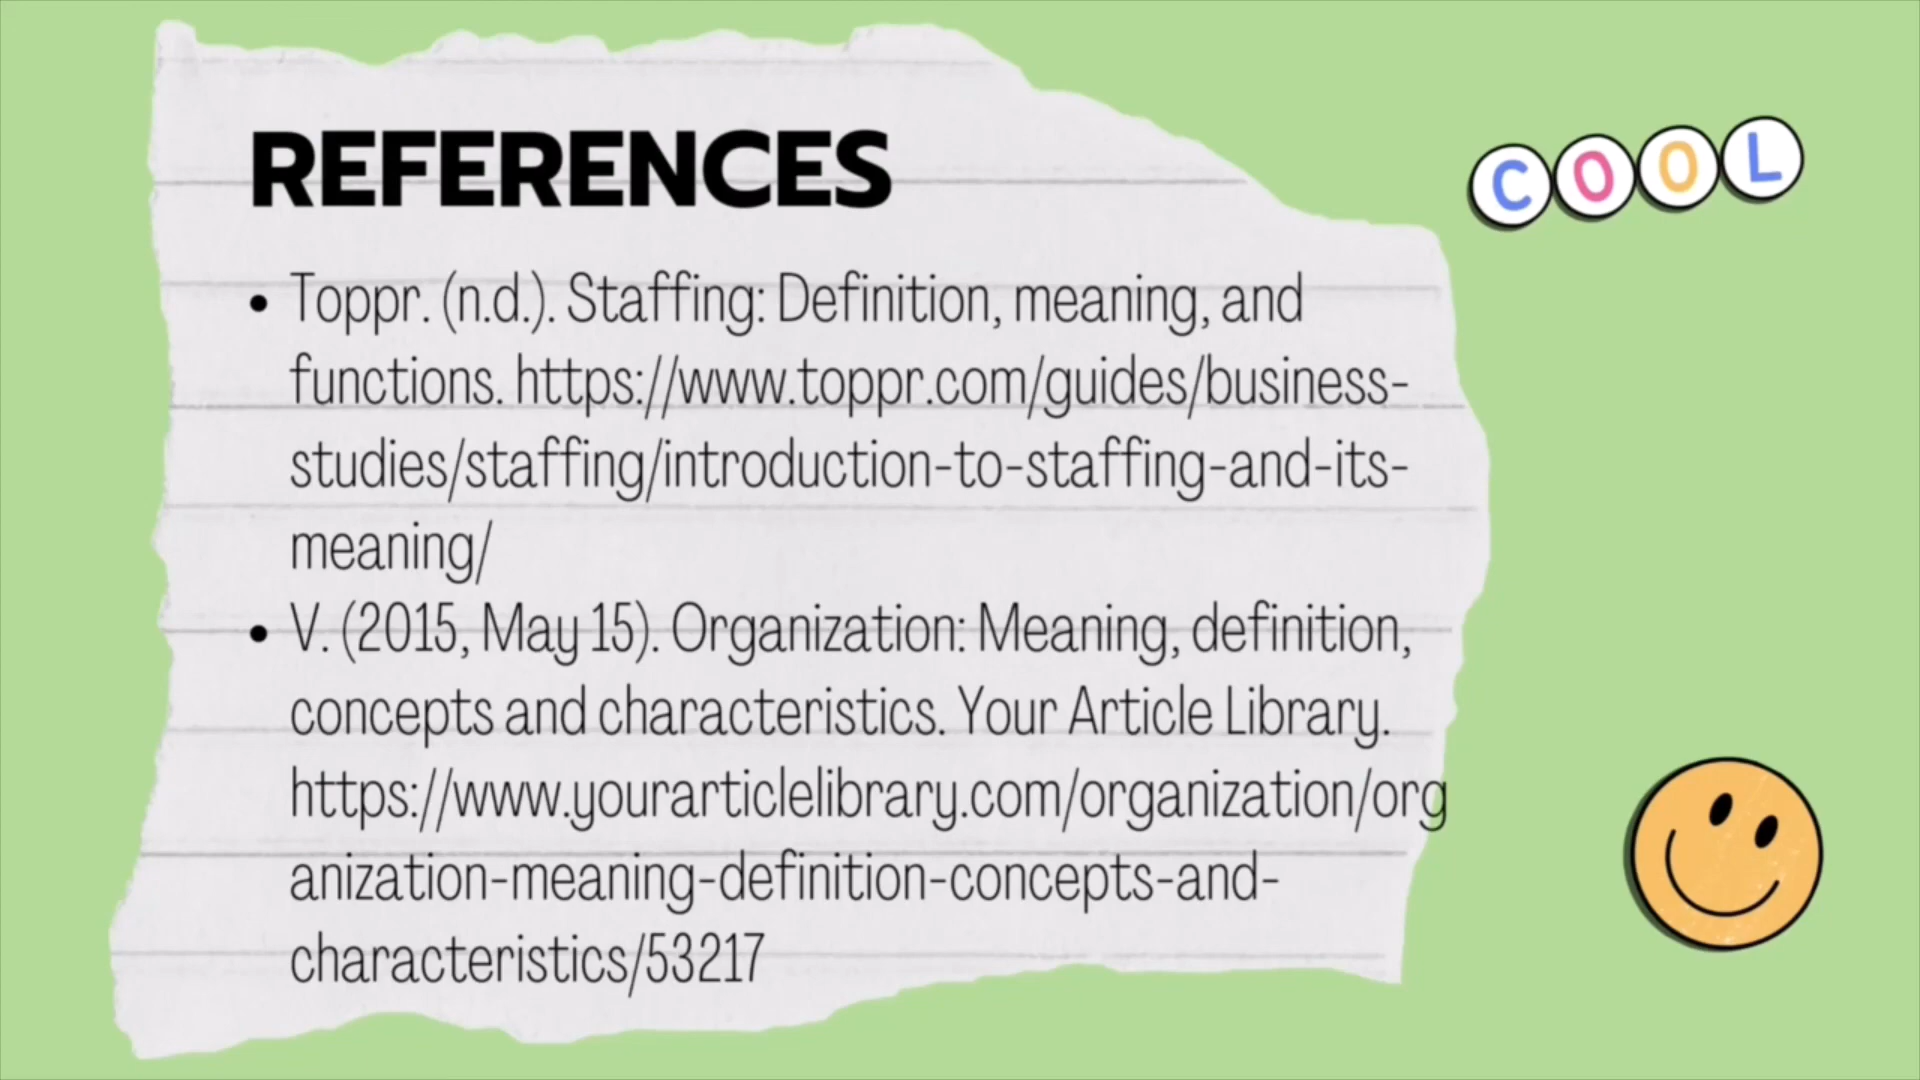 REFERENCES
COOL
• Toppr. (n.d.). Staffing: Definition, meaning, and
functions. https://www.toppr.com/guides/business-
studies/staffing/introduction-to-staffing-and-its-
meaning/
• V. (2015, May 15). Organization: Meaning, definition,
concepts and characteristics. Your Article Library.
https://www.yourarticlelibrary.com/organization/org
anization-meaning-definition-concepts-and-
characteristics/53217